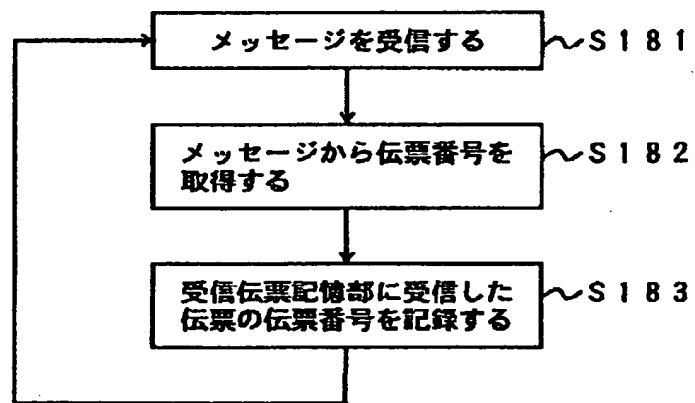 メッセージを受信する
S181
メッセージから伝票番号を
取得する
S182
受信伝票記憶部に受信した
伝票の伝票番号を記録する
S183